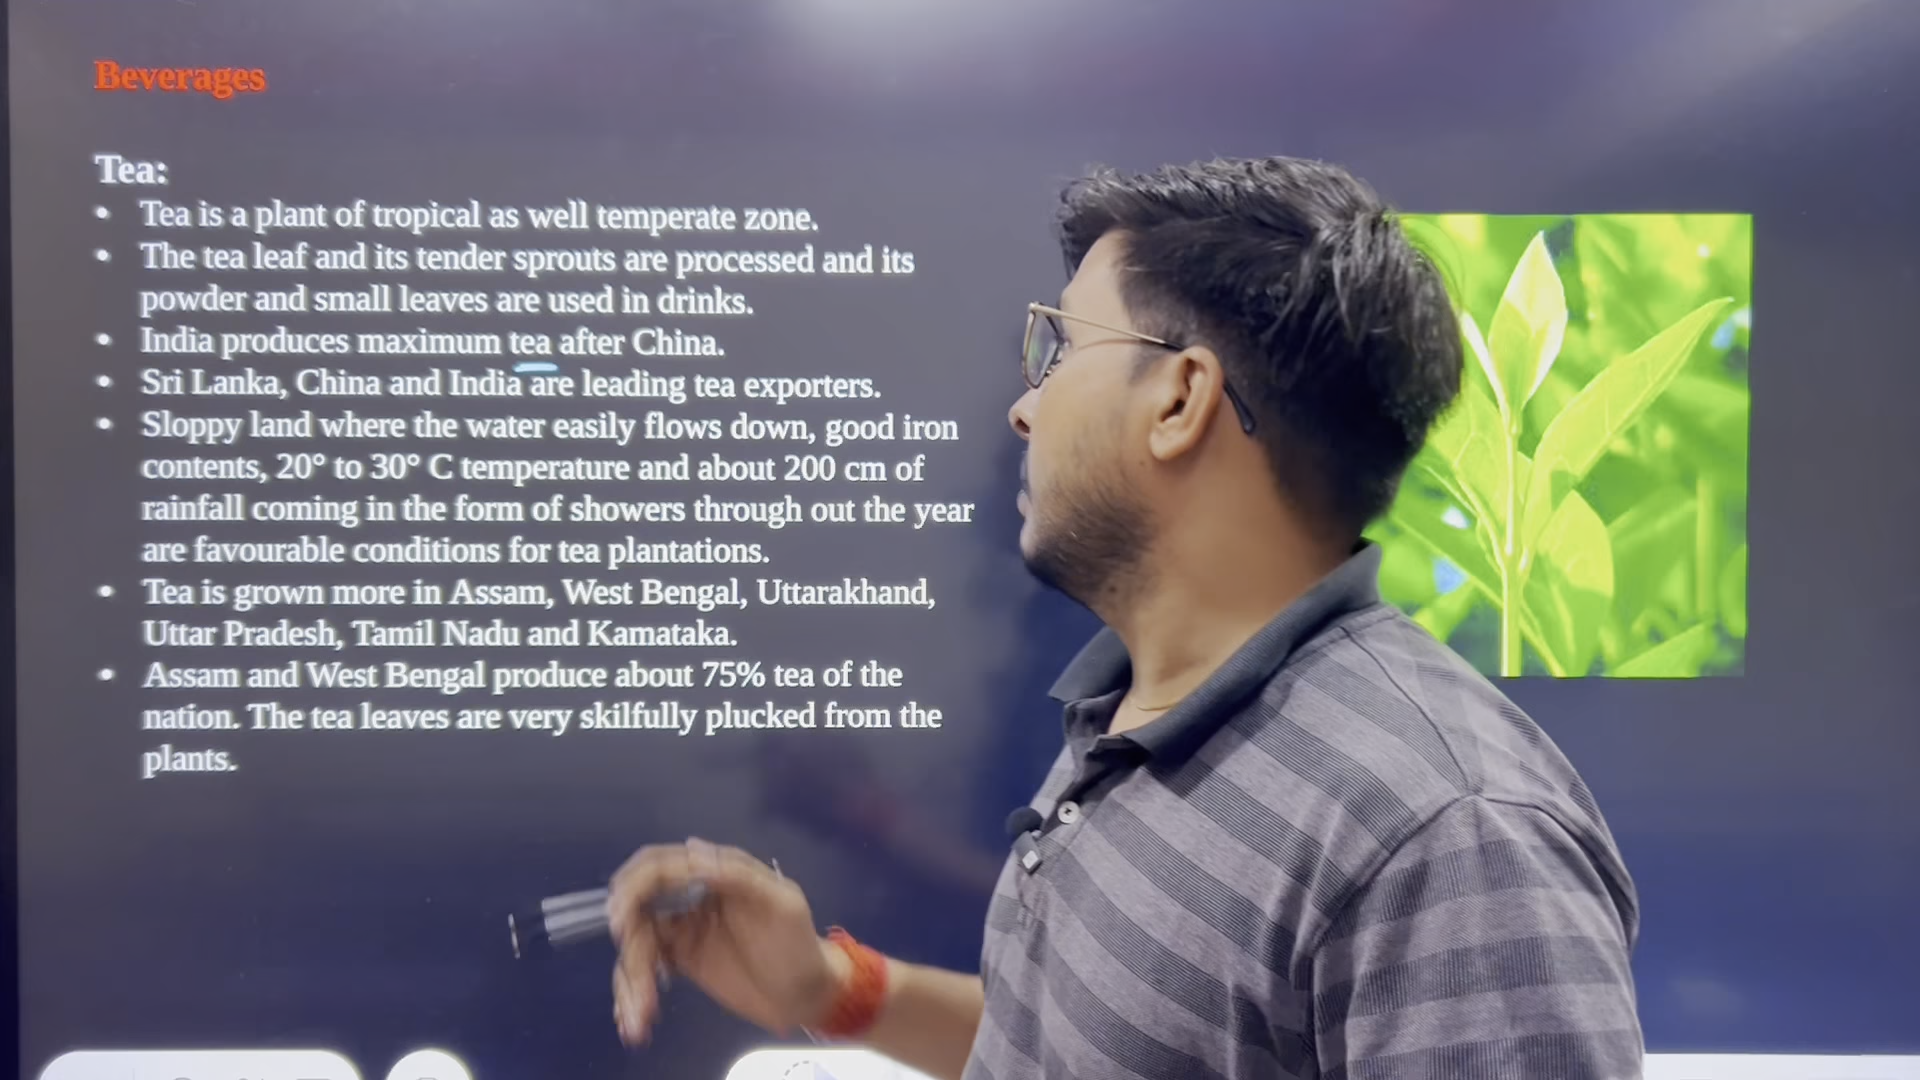 Beverages
Tea:
• Tea is a plant of tropical as well temperate zone.
• The tea leaf and its tender sprouts are processed and its
powder and small leaves are used in drinks.
• India produces maximum tea after China.
• Sri Lanka, China and India are leading tea exporters.
• Sloppy land where the water easily flows down, good iron
contents, 20° to 30° C temperature and about 200 cm of
rainfall coming in the form of showers through out the year
are favourable conditions for tea plantations.
• Tea is grown more in Assam, West Bengal, Uttarakhand,
Uttar Pradesh, Tamil Nadu and Kamataka.
• Assam and West Bengal produce about 75% tea of the
nation. The tea leaves are very skilfully plucked from the
plants.